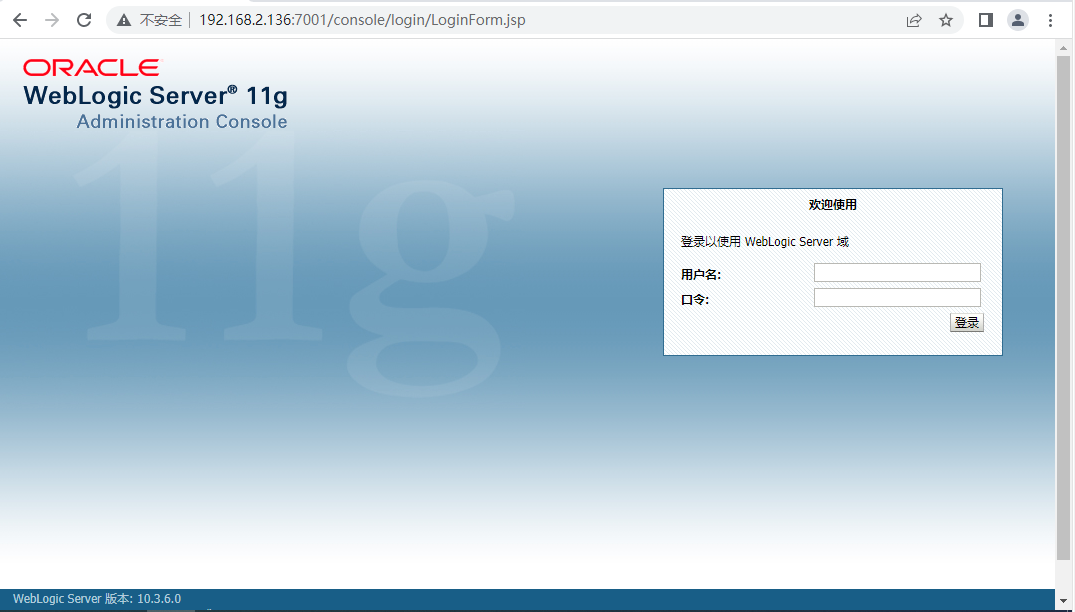 不安全 192.168.2.136:7001/console/login/LoginForm.jsp
ORACLE
WebLogic Server® 11g
Administration Console
11g
欢迎使用
登录以使用 WebLogic Server 域
用户名:
口令:
登录
WebLogic Server 版本: 10.3.6.0